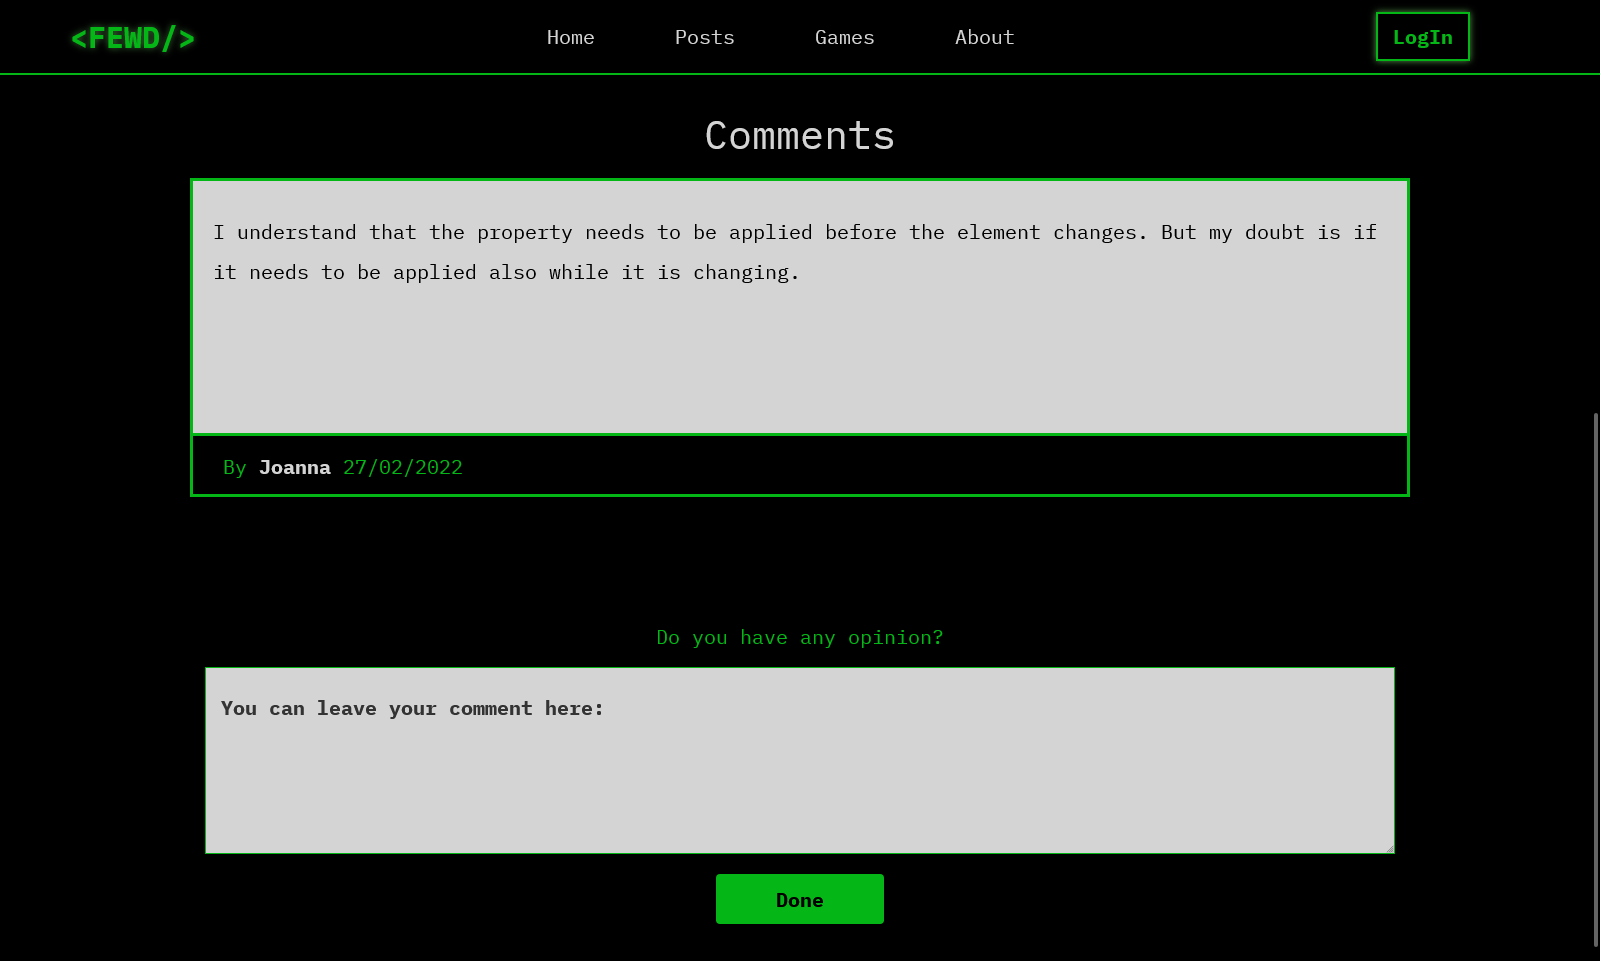 <FEWD/>
Home Posts Games About
LogIn
Comments
I understand that the property needs to be applied before the element changes. But my doubt is if
it needs to be applied also while it is changing.
By Joanna 27/02/2022
Do you have any opinion?
You can leave your comment here:
Done